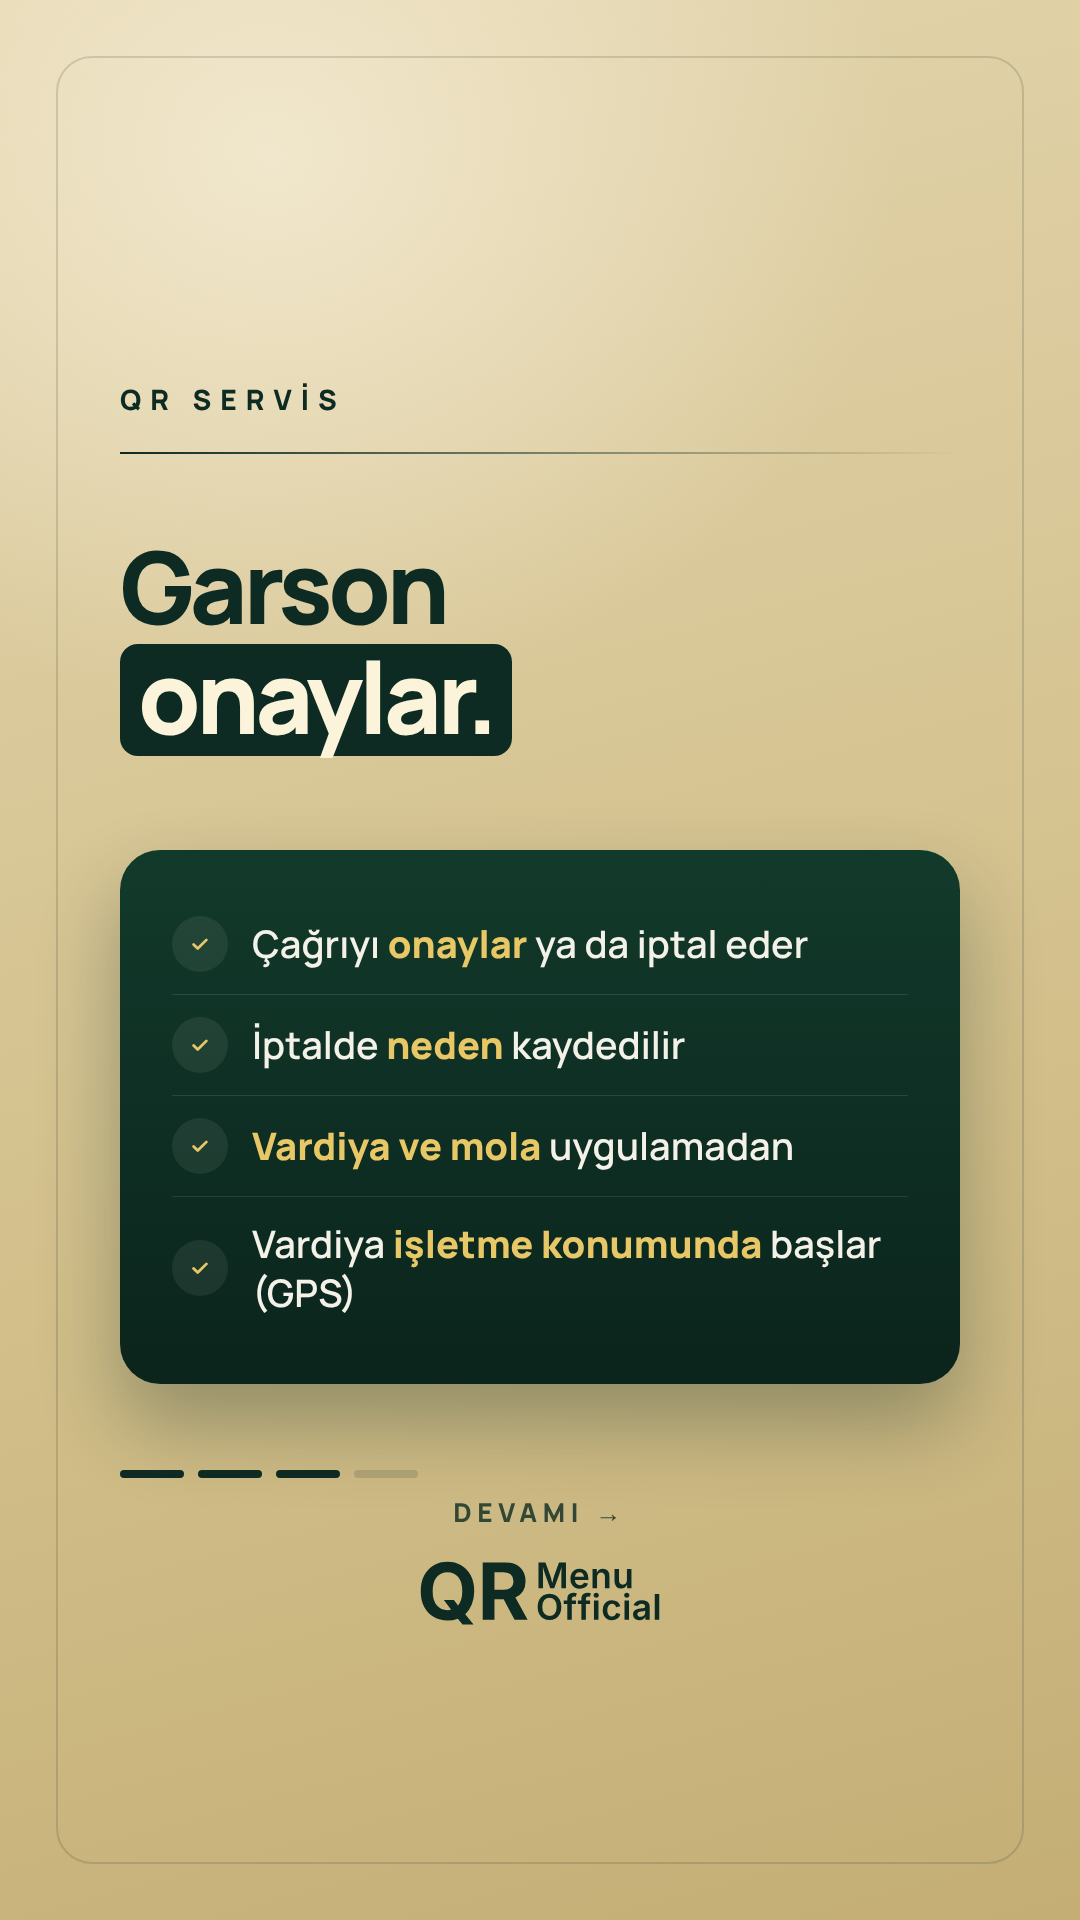 QR SERVİS
Garson
onaylar.
Çağrıyı onaylar ya da iptal eder
İptalde neden kaydedilir
Vardiya ve mola uygulamadan
Vardiya işletme konumunda başlar
(GPS)
DEVAMI →
QR Menu
Official